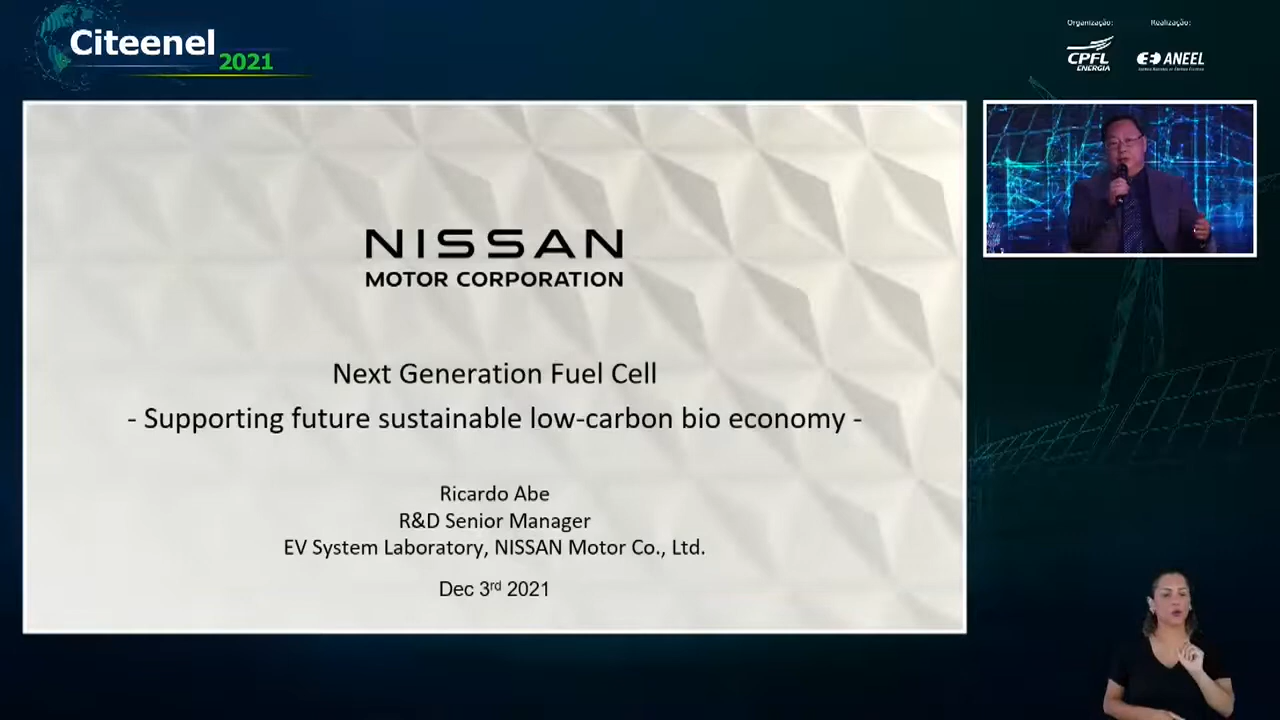 Citeenel
2021
Organização:
Realização:
CPFL
ENERGIA
ANEEL
NISSAN
MOTOR CORPORATION
Next Generation Fuel Cell
- Supporting future sustainable low-carbon bio economy -
Ricardo Abe
R&D Senior Manager
EV System Laboratory, NISSAN Motor Co., Ltd.
Dec 3rd 2021